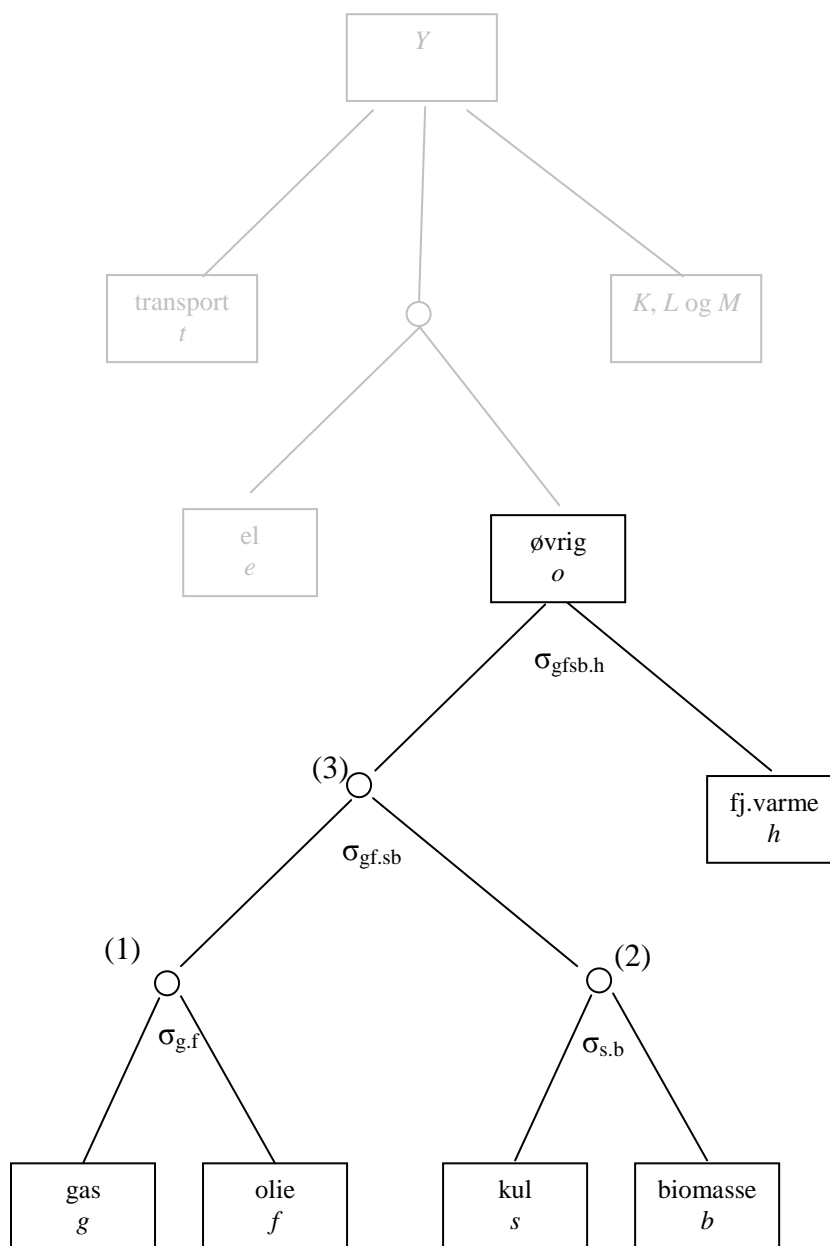 Y
transport
t
K, L og M
el
e
øvrig
o
σgfsb.h
(3)
fj.varme
h
σgf.sb
(1)
(2)
σg.f
σs.b
gas
g
olie
f
kul
s
biomasse
b